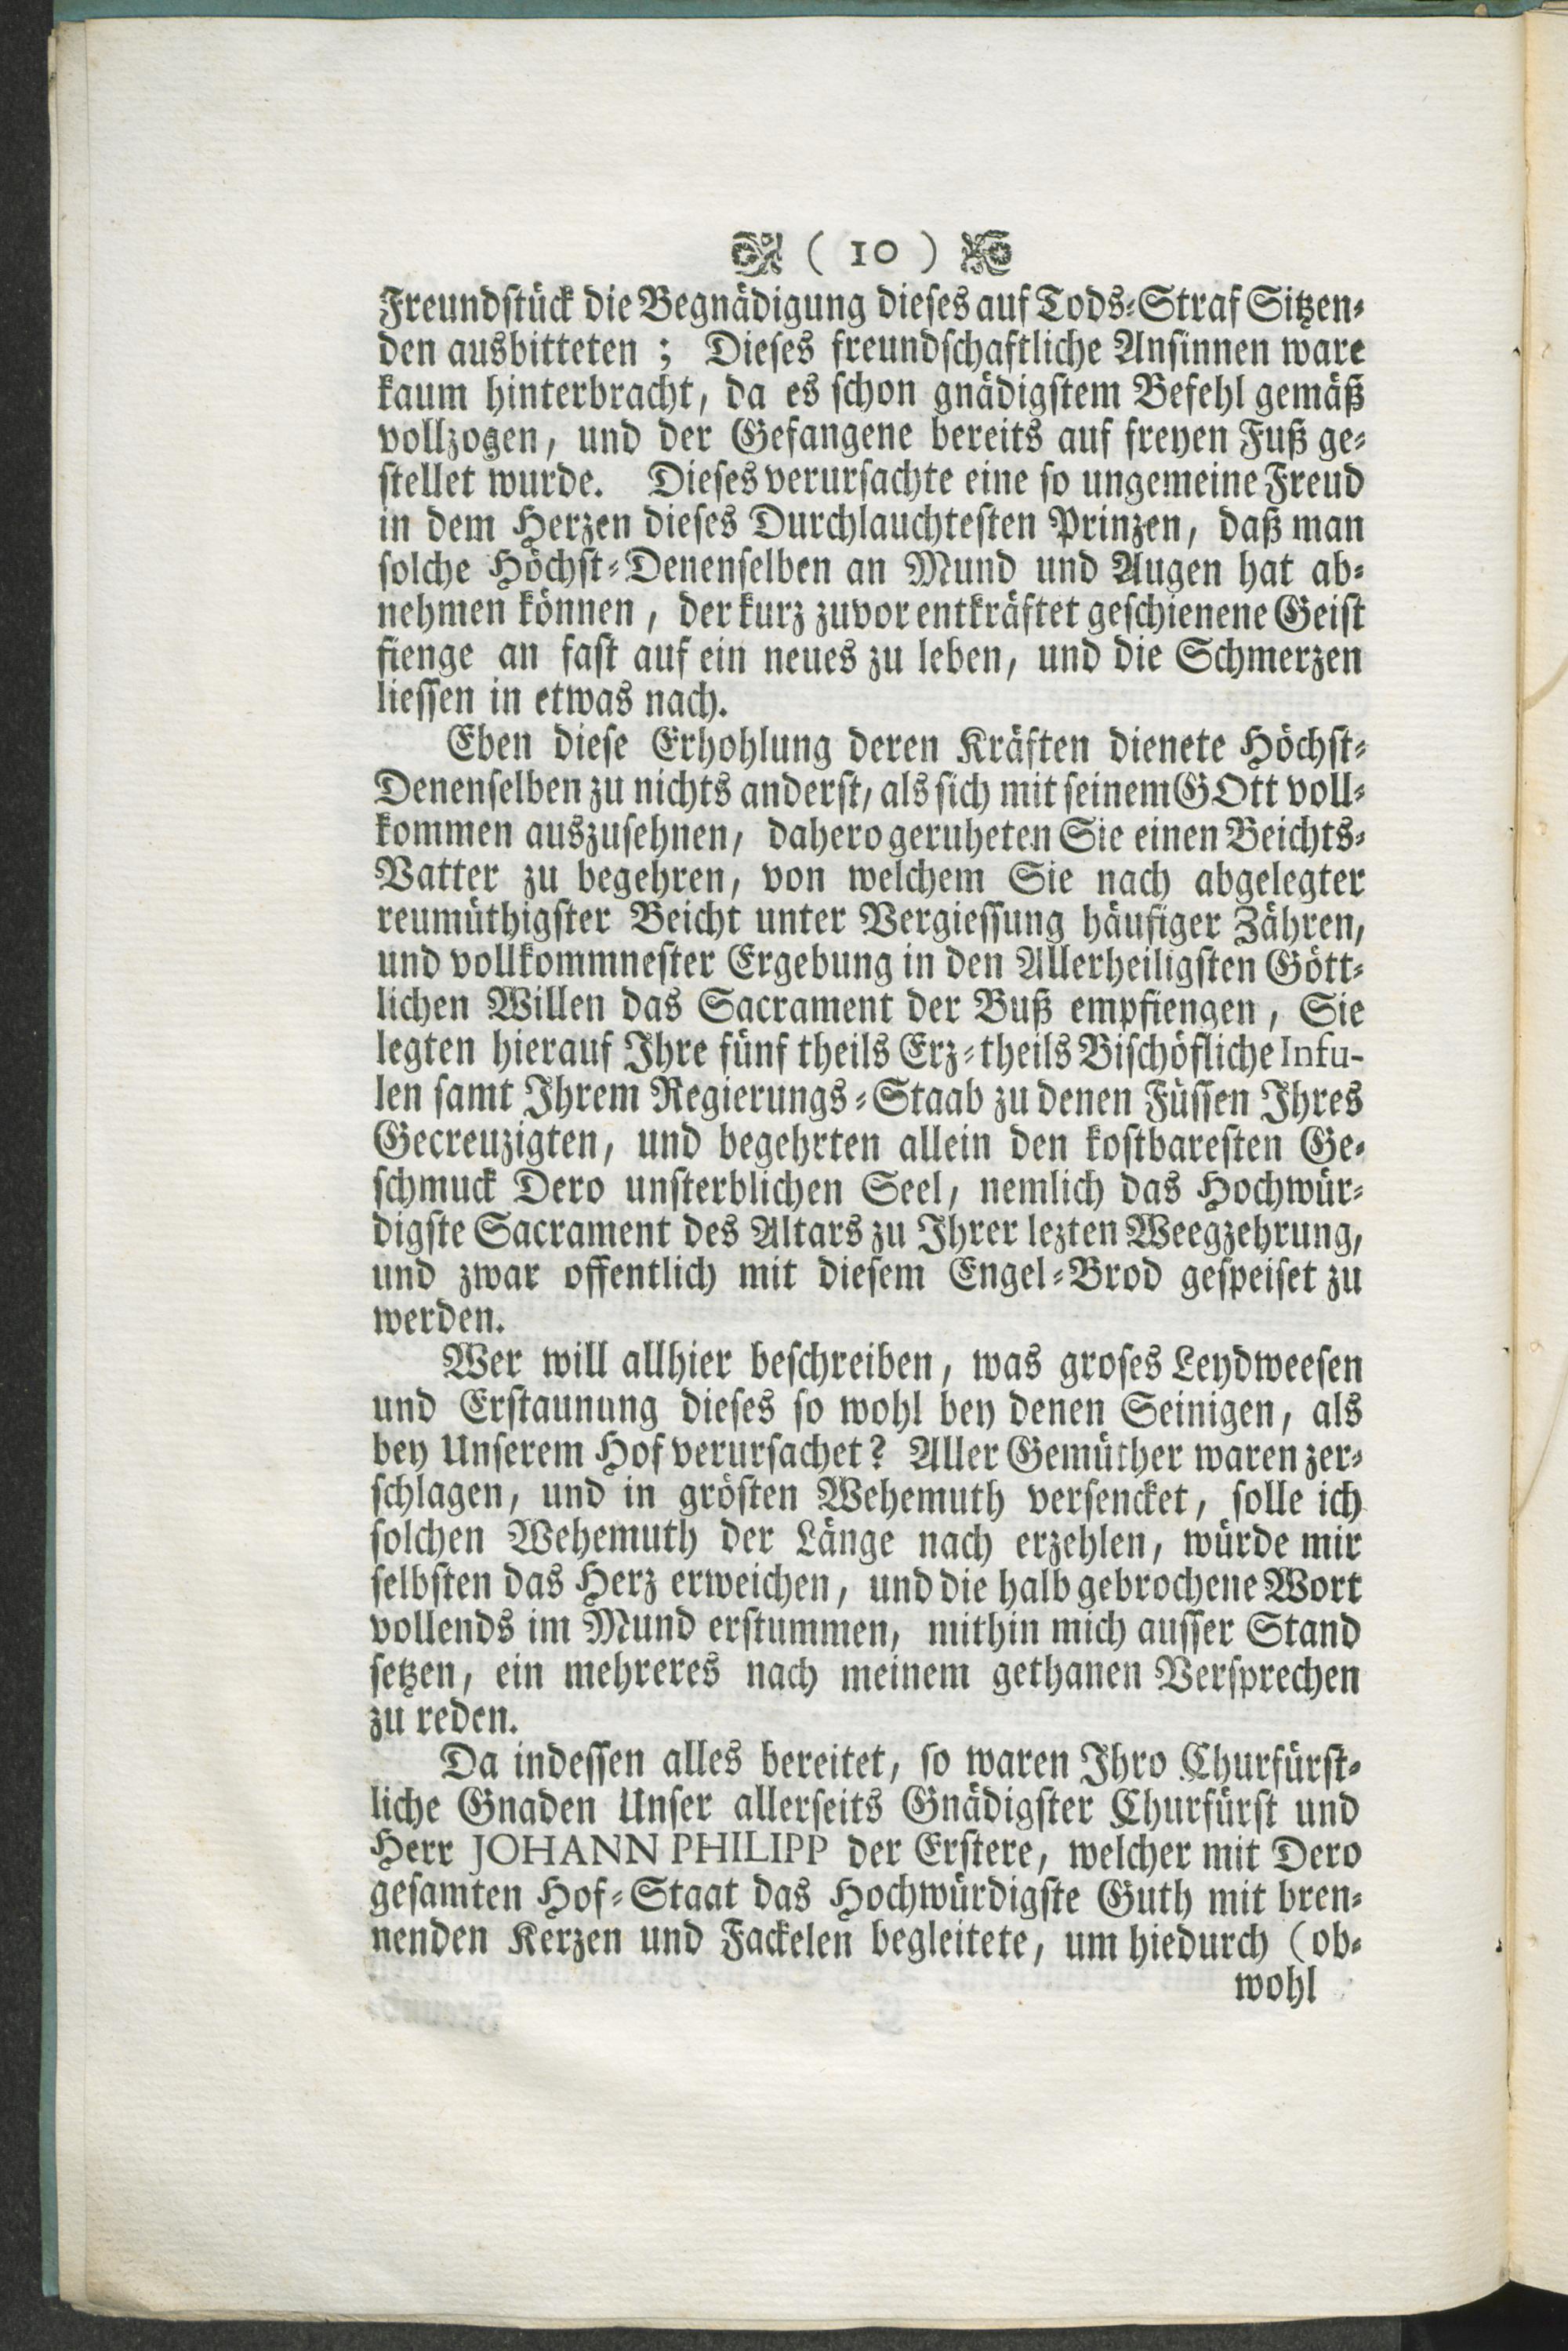 ( 10 )
Freundstück die Begnädigung dieses auf Tods-Straf Sitzen-
den ausbitteten ; Dieses freundschaftliche Ansinnen ware
kaum hinterbracht, da es schon gnädigstem Befehl gemäß
vollzogen, und der Gefangene bereits auf freyen Fuß ge-
stellet wurde. Dieses verursachte eine so ungemeine Freud
in dem Herzen dieses Durchlauchtesten Prinzen, daß man
solche Höchst-Denenselben an Mund und Augen hat ab-
nehmen können, der kurz zuvor entkräftet geschienene Geist
fienge an fast auf ein neues zu leben, und die Schmerzen
liessen in etwas nach.
Eben diese Erhohlung deren Kräften dienete Höchst-
Denenselben zu nichts anderst, als sich mit seinem GOtt voll-
kommen auszusehnen, dahero geruheten Sie einen Beichts-
Vatter zu begehren, von welchem Sie nach abgelegter
reumüthigster Beicht unter Vergiessung häufiger Zähren,
und vollkommnester Ergebung in den Allerheiligsten Gött-
lichen Willen das Sacrament der Buß empfiengen, Sie
legten hierauf Ihre fünf theils Erz-theils Bischöfliche Infu-
len samt Ihrem Regierungs-Staab zu denen Füssen Ihres
Gecreuzigten, und begehrten allein den kostbaresten Ge-
schmuck Dero unsterblichen Seel, nemlich das Hochwür-
digste Sacrament des Altars zu Ihrer lezten Weegzehrung,
und zwar offentlich mit diesem Engel-Brod gespeiset zu
werden.
Wer will allhier beschreiben, was groses Leydweesen
und Erstaunung dieses so wohl bey denen Seinigen, als
bey Unserem Hof verursachet? Aller Gemüther waren zer-
schlagen, und in grösten Wehemuth versencket, solle ich
solchen Wehemuth der Länge nach erzehlen, würde mir
selbsten das Herz erweichen, und die halb gebrochene Wort
vollends im Mund erstummen, mithin mich ausser Stand
setzen, ein mehreres nach meinem gethanen Versprechen
zu reden.
Da indessen alles bereitet, so waren Ihro Churfürst-
liche Gnaden Unser allerseits Gnädigster Churfürst und
Herr JOHANN PHILIPP der Erstere, welcher mit Dero
gesamten Hof-Staat das Hochwürdigste Guth mit bren-
nenden Kerzen und Fackelen begleitete, um hiedurch (ob-
wohl